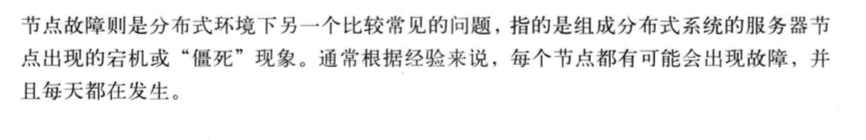 节点故障则是分布式环境下另一个比较常见的问题，指的是组成分布式系统的服务器节
点出现的宕机或“僵死”现象。通常根据经验来说，每个节点都有可能会出现故障，并
且每天都在发生。